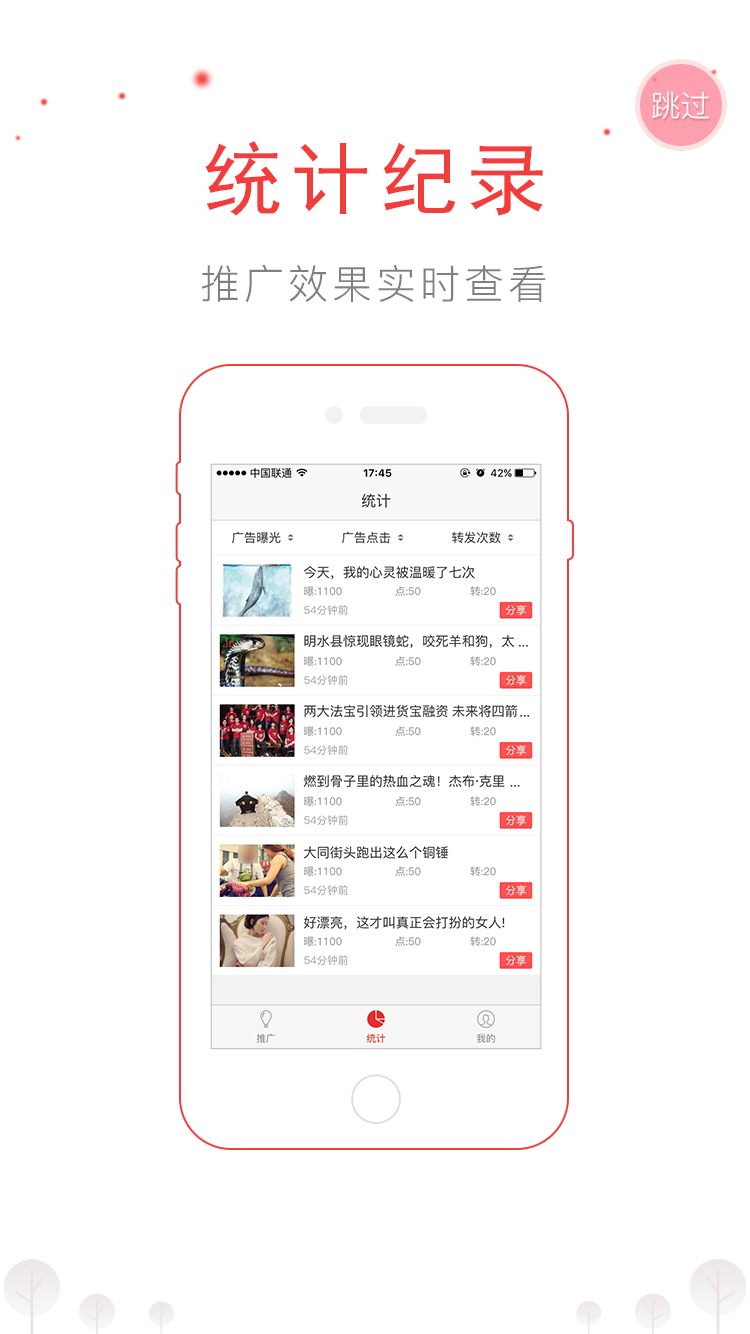 跳过
统计纪录
推广效果实时查看
中国联通 17:45 42%
统计
广告曝光 广告点击 转发次数
今天，我的心灵被温暖了七次
曝:1100 点:50 转:20
54分钟前 分享
明水县惊现眼镜蛇，咬死羊和狗，太 ...
曝:1100 点:50 转:20
54分钟前 分享
两大法宝引领进货宝融资 未来将四箭...
曝:1100 点:50 转:20
54分钟前 分享
燃到骨子里的热血之魂！杰布·克里 ...
曝:1100 点:50 转:20
54分钟前 分享
大同街头跑出这么个铜锤
曝:1100 点:50 转:20
54分钟前 分享
好漂亮，这才叫真正会打扮的女人!
曝:1100 点:50 转:20
54分钟前 分享
推广 统计 我的